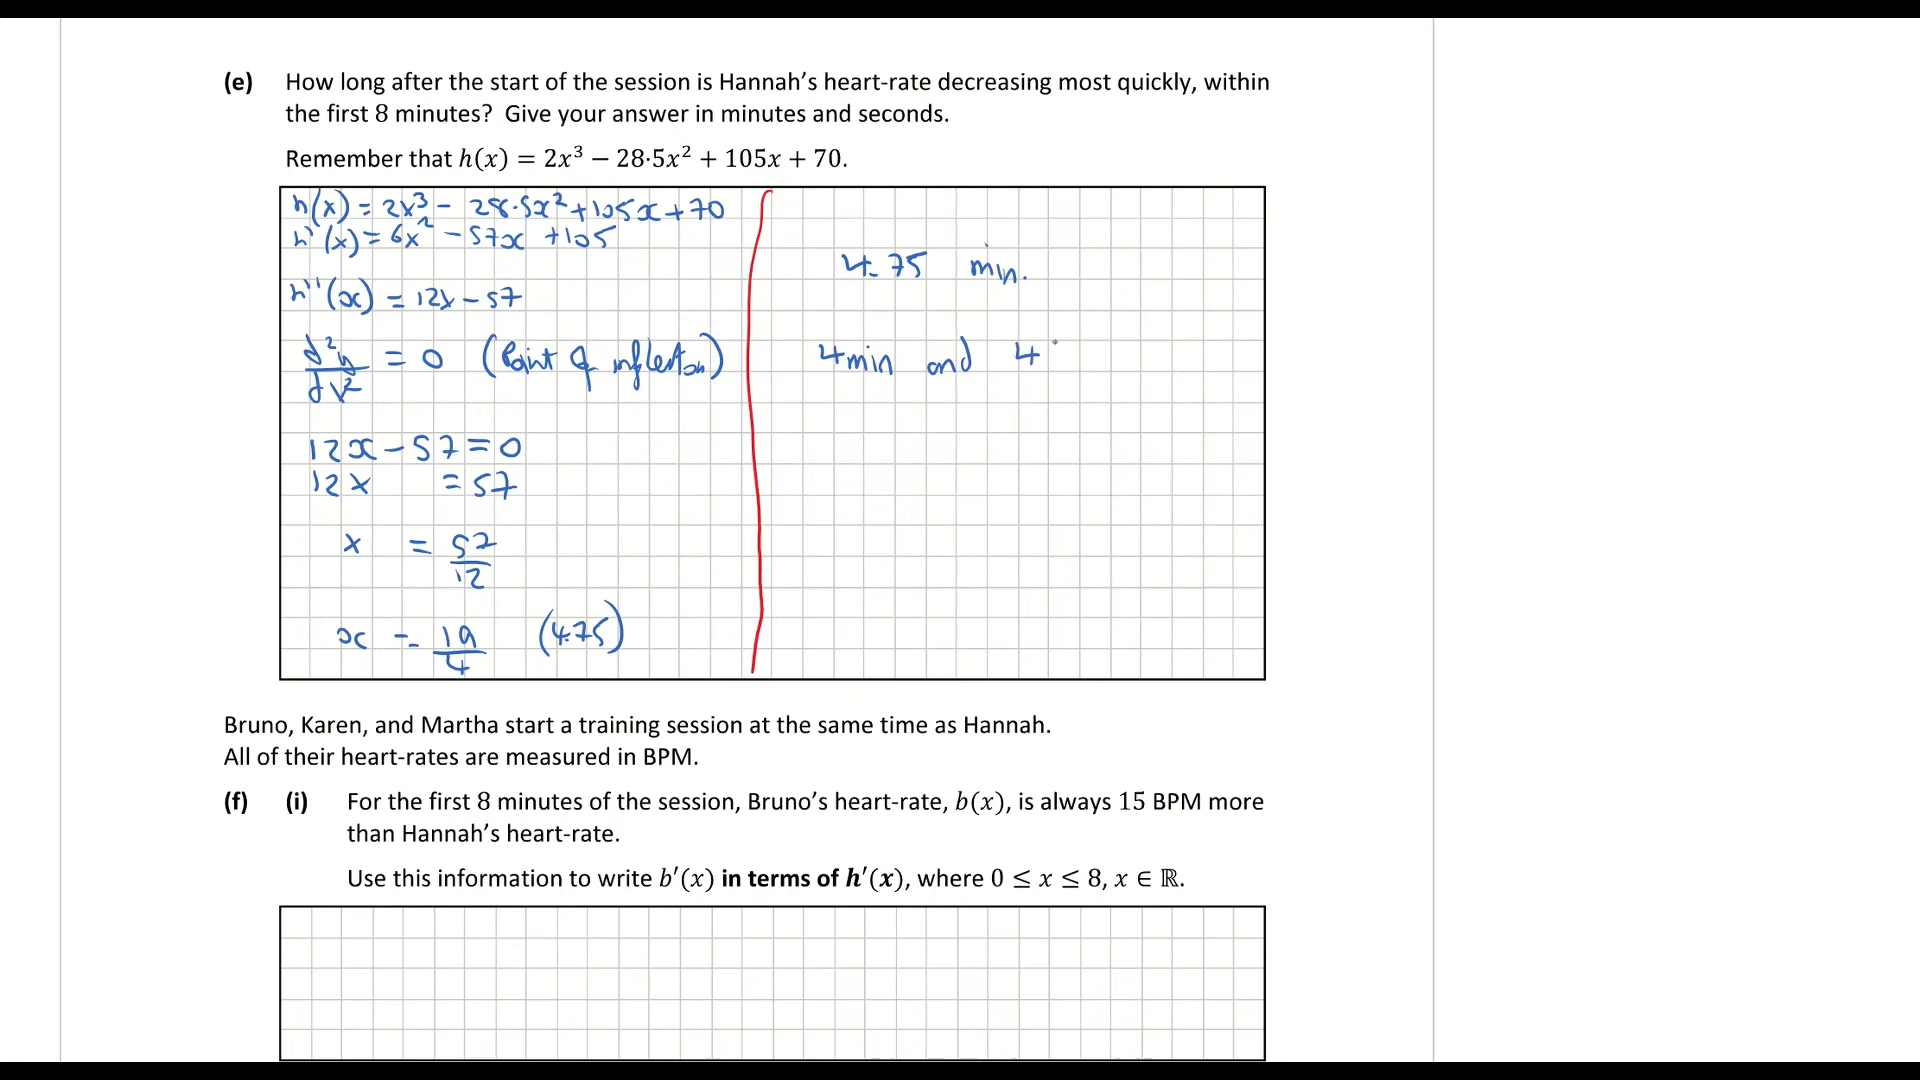 (e) How long after the start of the session is Hannah's heart-rate decreasing most quickly, within
the first 8 minutes? Give your answer in minutes and seconds.
Remember that h(x) = 2x³ − 28·5x² + 105x + 70.
h(x) = 2x³ − 28·5x² + 105x + 70
h'(x) = 6x² − 57x + 105
h''(x) = 12x − 57
d²y/dx² = 0 (Point of inflection)
12x − 57 = 0
12x = 57
x = 57/12
x = 19/4 (4.75)
4.75 min.
4 min and 4
Bruno, Karen, and Martha start a training session at the same time as Hannah.
All of their heart-rates are measured in BPM.
(f) (i) For the first 8 minutes of the session, Bruno's heart-rate, b(x), is always 15 BPM more
than Hannah's heart-rate.
Use this information to write b′(x) in terms of h′(x), where 0 ≤ x ≤ 8, x ∈ ℝ.